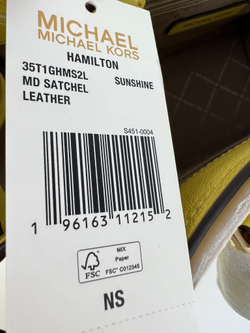 MICHAEL
MICHAEL KORS
HAMILTON
35T1GHMS2L SUNSHINE
MD SATCHEL
LEATHER
S451-0004
1 96163 11215 2
FSC
MIX
Paper
FSC® C012345
NS